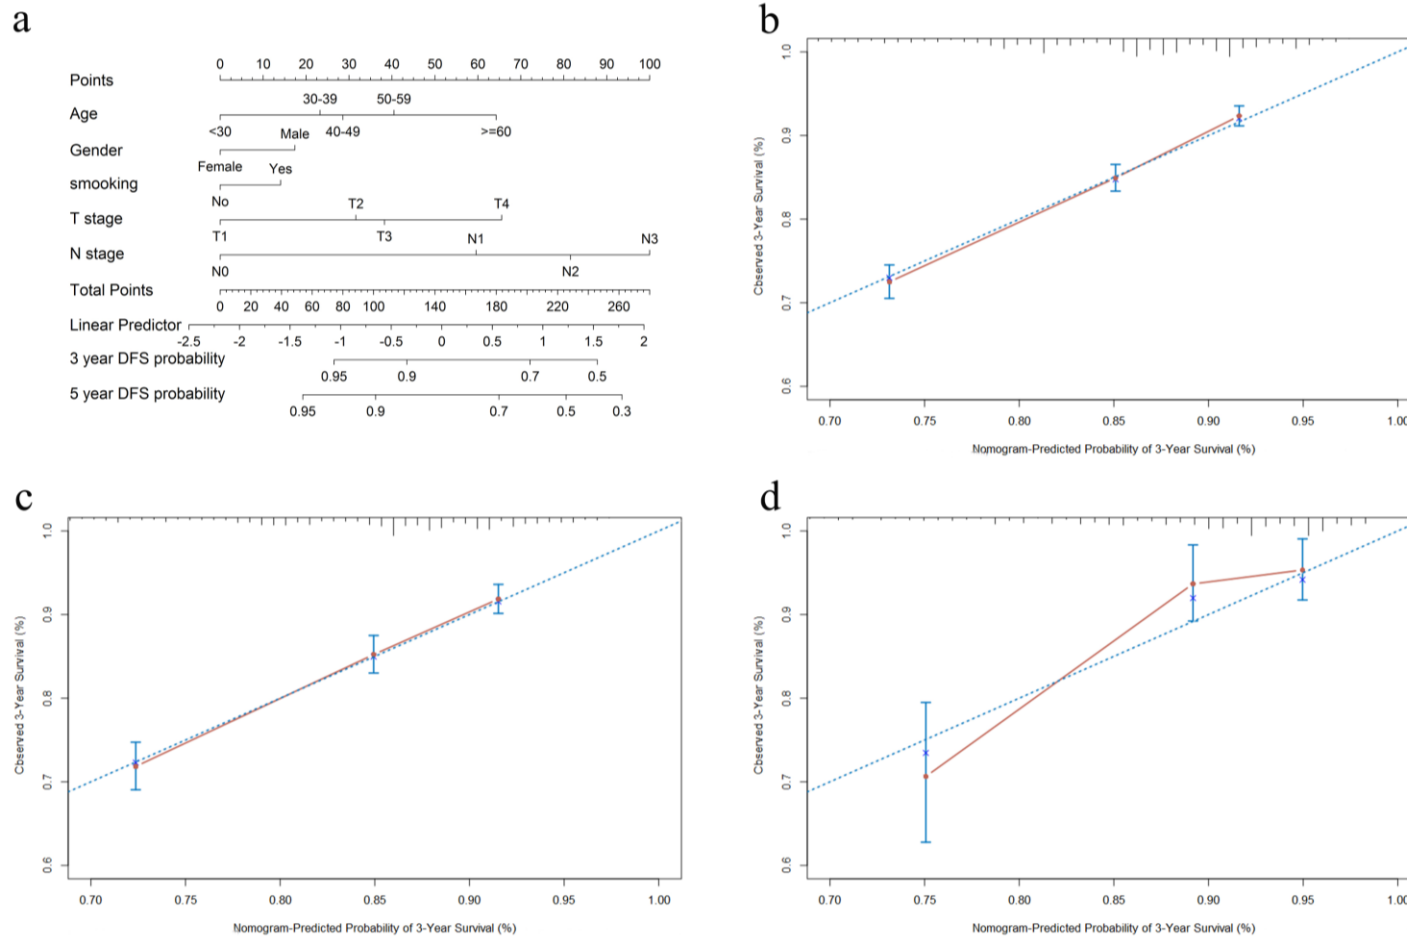 a
0 10 20 30 40 50 60 70 80 90 100
Points
30-39 50-59
Age
<30 40-49 >=60
Male
Gender
Female Yes
smooking
No T2 T4
T stage
T1 T3 N1 N3
N stage
N0 N2
Total Points
0 20 40 60 80 100 140 180 220 260
Linear Predictor
-2.5 -2 -1.5 -1 -0.5 0 0.5 1 1.5 2
3 year DFS probability
0.95 0.9 0.7 0.5
5 year DFS probability
0.95 0.9 0.7 0.5 0.3
b
Cbserved 3-Year Survival (%)
1.0
0.9
0.8
0.7
0.6
0.70 0.75 0.80 0.85 0.90 0.95 1.00
Nomogram-Predicted Probability of 3-Year Survival (%)
c
Cbserved 3-Year Survival (%)
1.0
0.9
0.8
0.7
0.6
0.70 0.75 0.80 0.85 0.90 0.95 1.00
Nomogram-Predicted Probability of 3-Year Survival (%)
d
Cbserved 3-Year Survival (%)
1.0
0.9
0.8
0.7
0.6
0.70 0.75 0.80 0.85 0.90 0.95 1.00
Nomogram-Predicted Probability of 3-Year Survival (%)